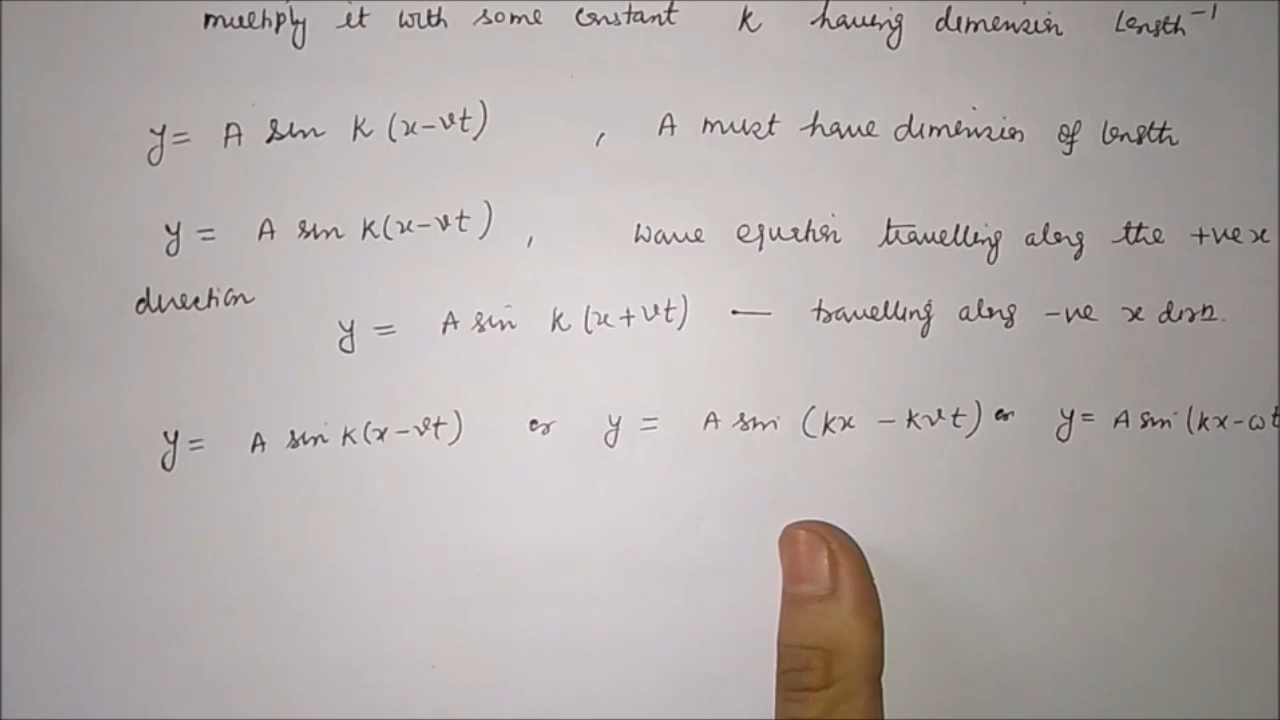 multiply it with some constant k having dimension Length⁻¹
y = A sin k (x-vt) , A must have dimension of length
y = A sin k(x-vt) , wave equation travelling along the +ve x
direction
y = A sin k (x+vt) — travelling along -ve x dirn.
y = A sin k(x-vt) or y = A sin (kx - kvt) or y = A sin (kx-ωt